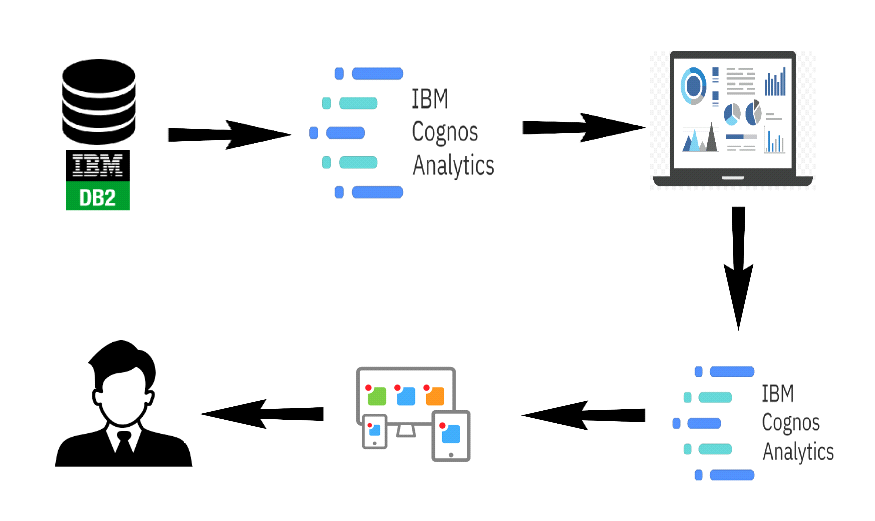 IBM
DB2
IBM
Cognos
Analytics
IBM
Cognos
Analytics